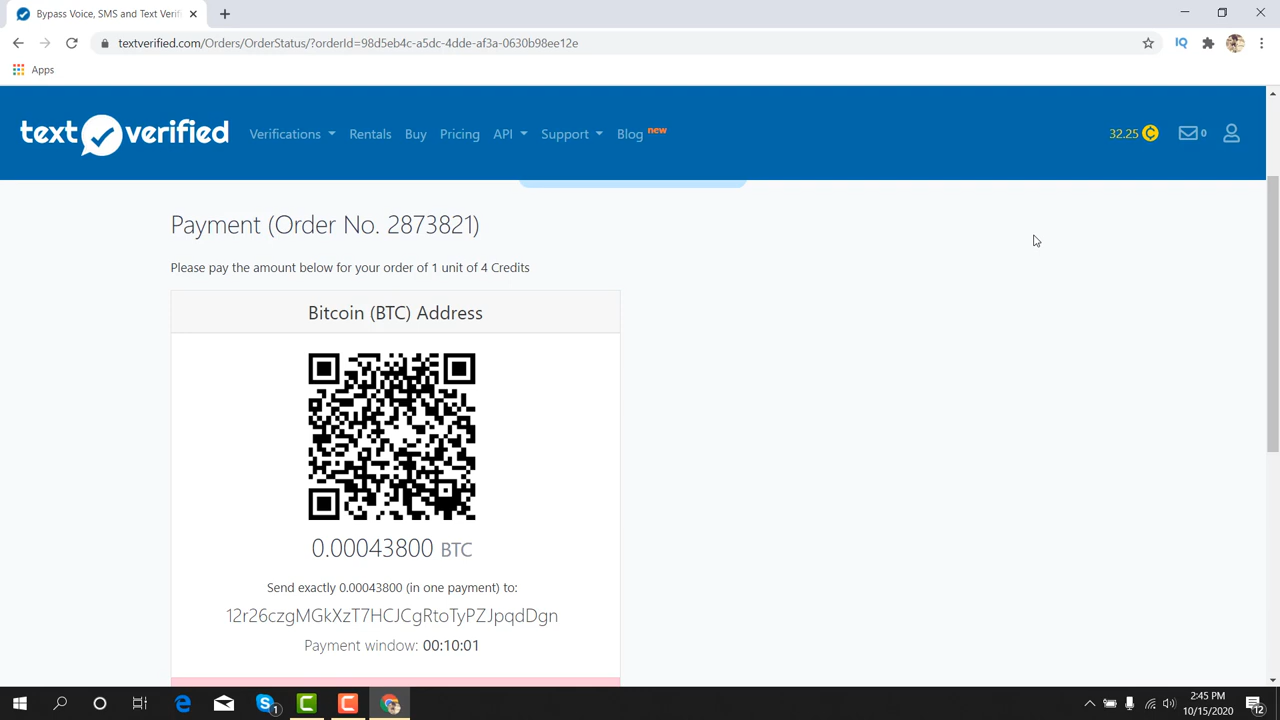 Bypass Voice, SMS and Text Verifi
textverified.com/Orders/OrderStatus/?orderId=98d5eb4c-a5dc-4dde-af3a-0630b98ee12e
IQ
Apps
text verified
Verifications
Rentals
Buy
Pricing
API
Support
Blog new
32.25
0
Payment (Order No. 2873821)
Please pay the amount below for your order of 1 unit of 4 Credits
Bitcoin (BTC) Address
0.00043800 BTC
Send exactly 0.00043800 (in one payment) to:
12r26czgMGkXzT7HCJCgRtoTyPZJpqdDgn
Payment window: 00:10:01
2:45 PM
10/15/2020
1
12